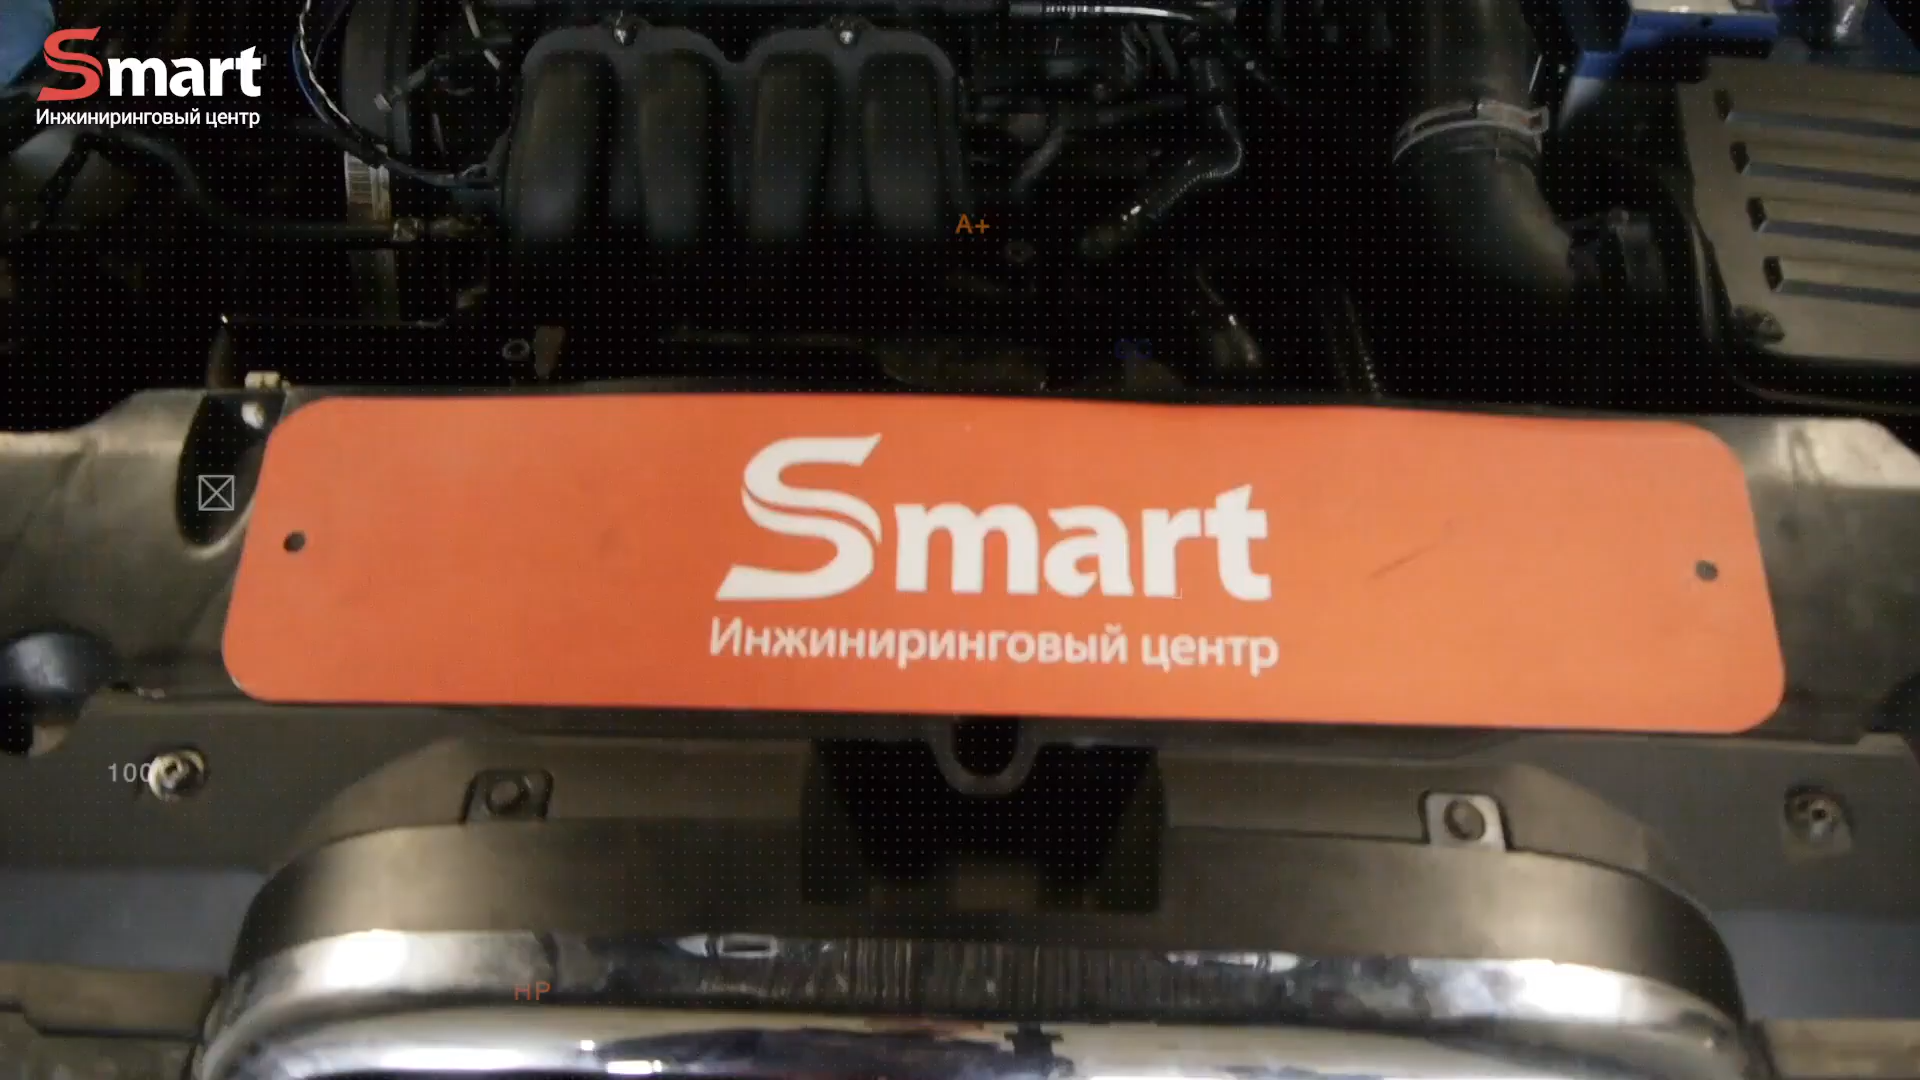 Smart
Инжиниринговый центр
A+
Smart
Инжиниринговый центр
100
HP